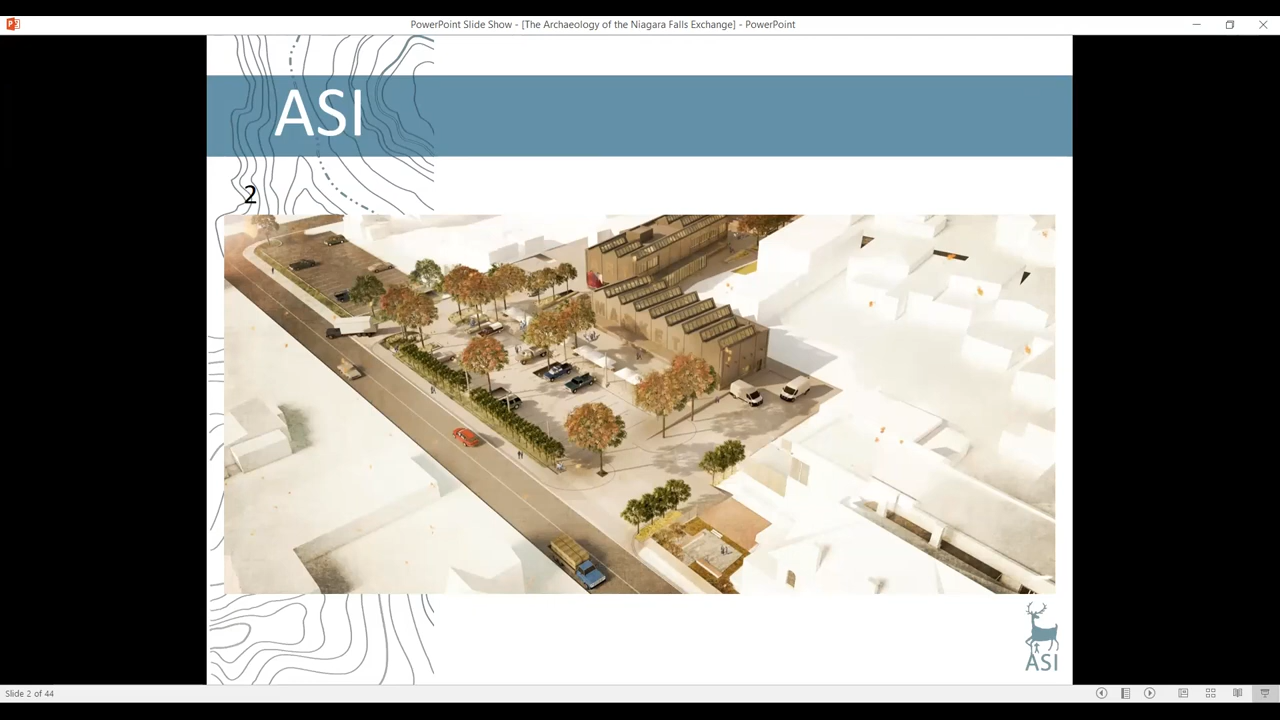 PowerPoint Slide Show - [The Archaeology of the Niagara Falls Exchange] - PowerPoint
ASI
2
ASI
Slide 2 of 44